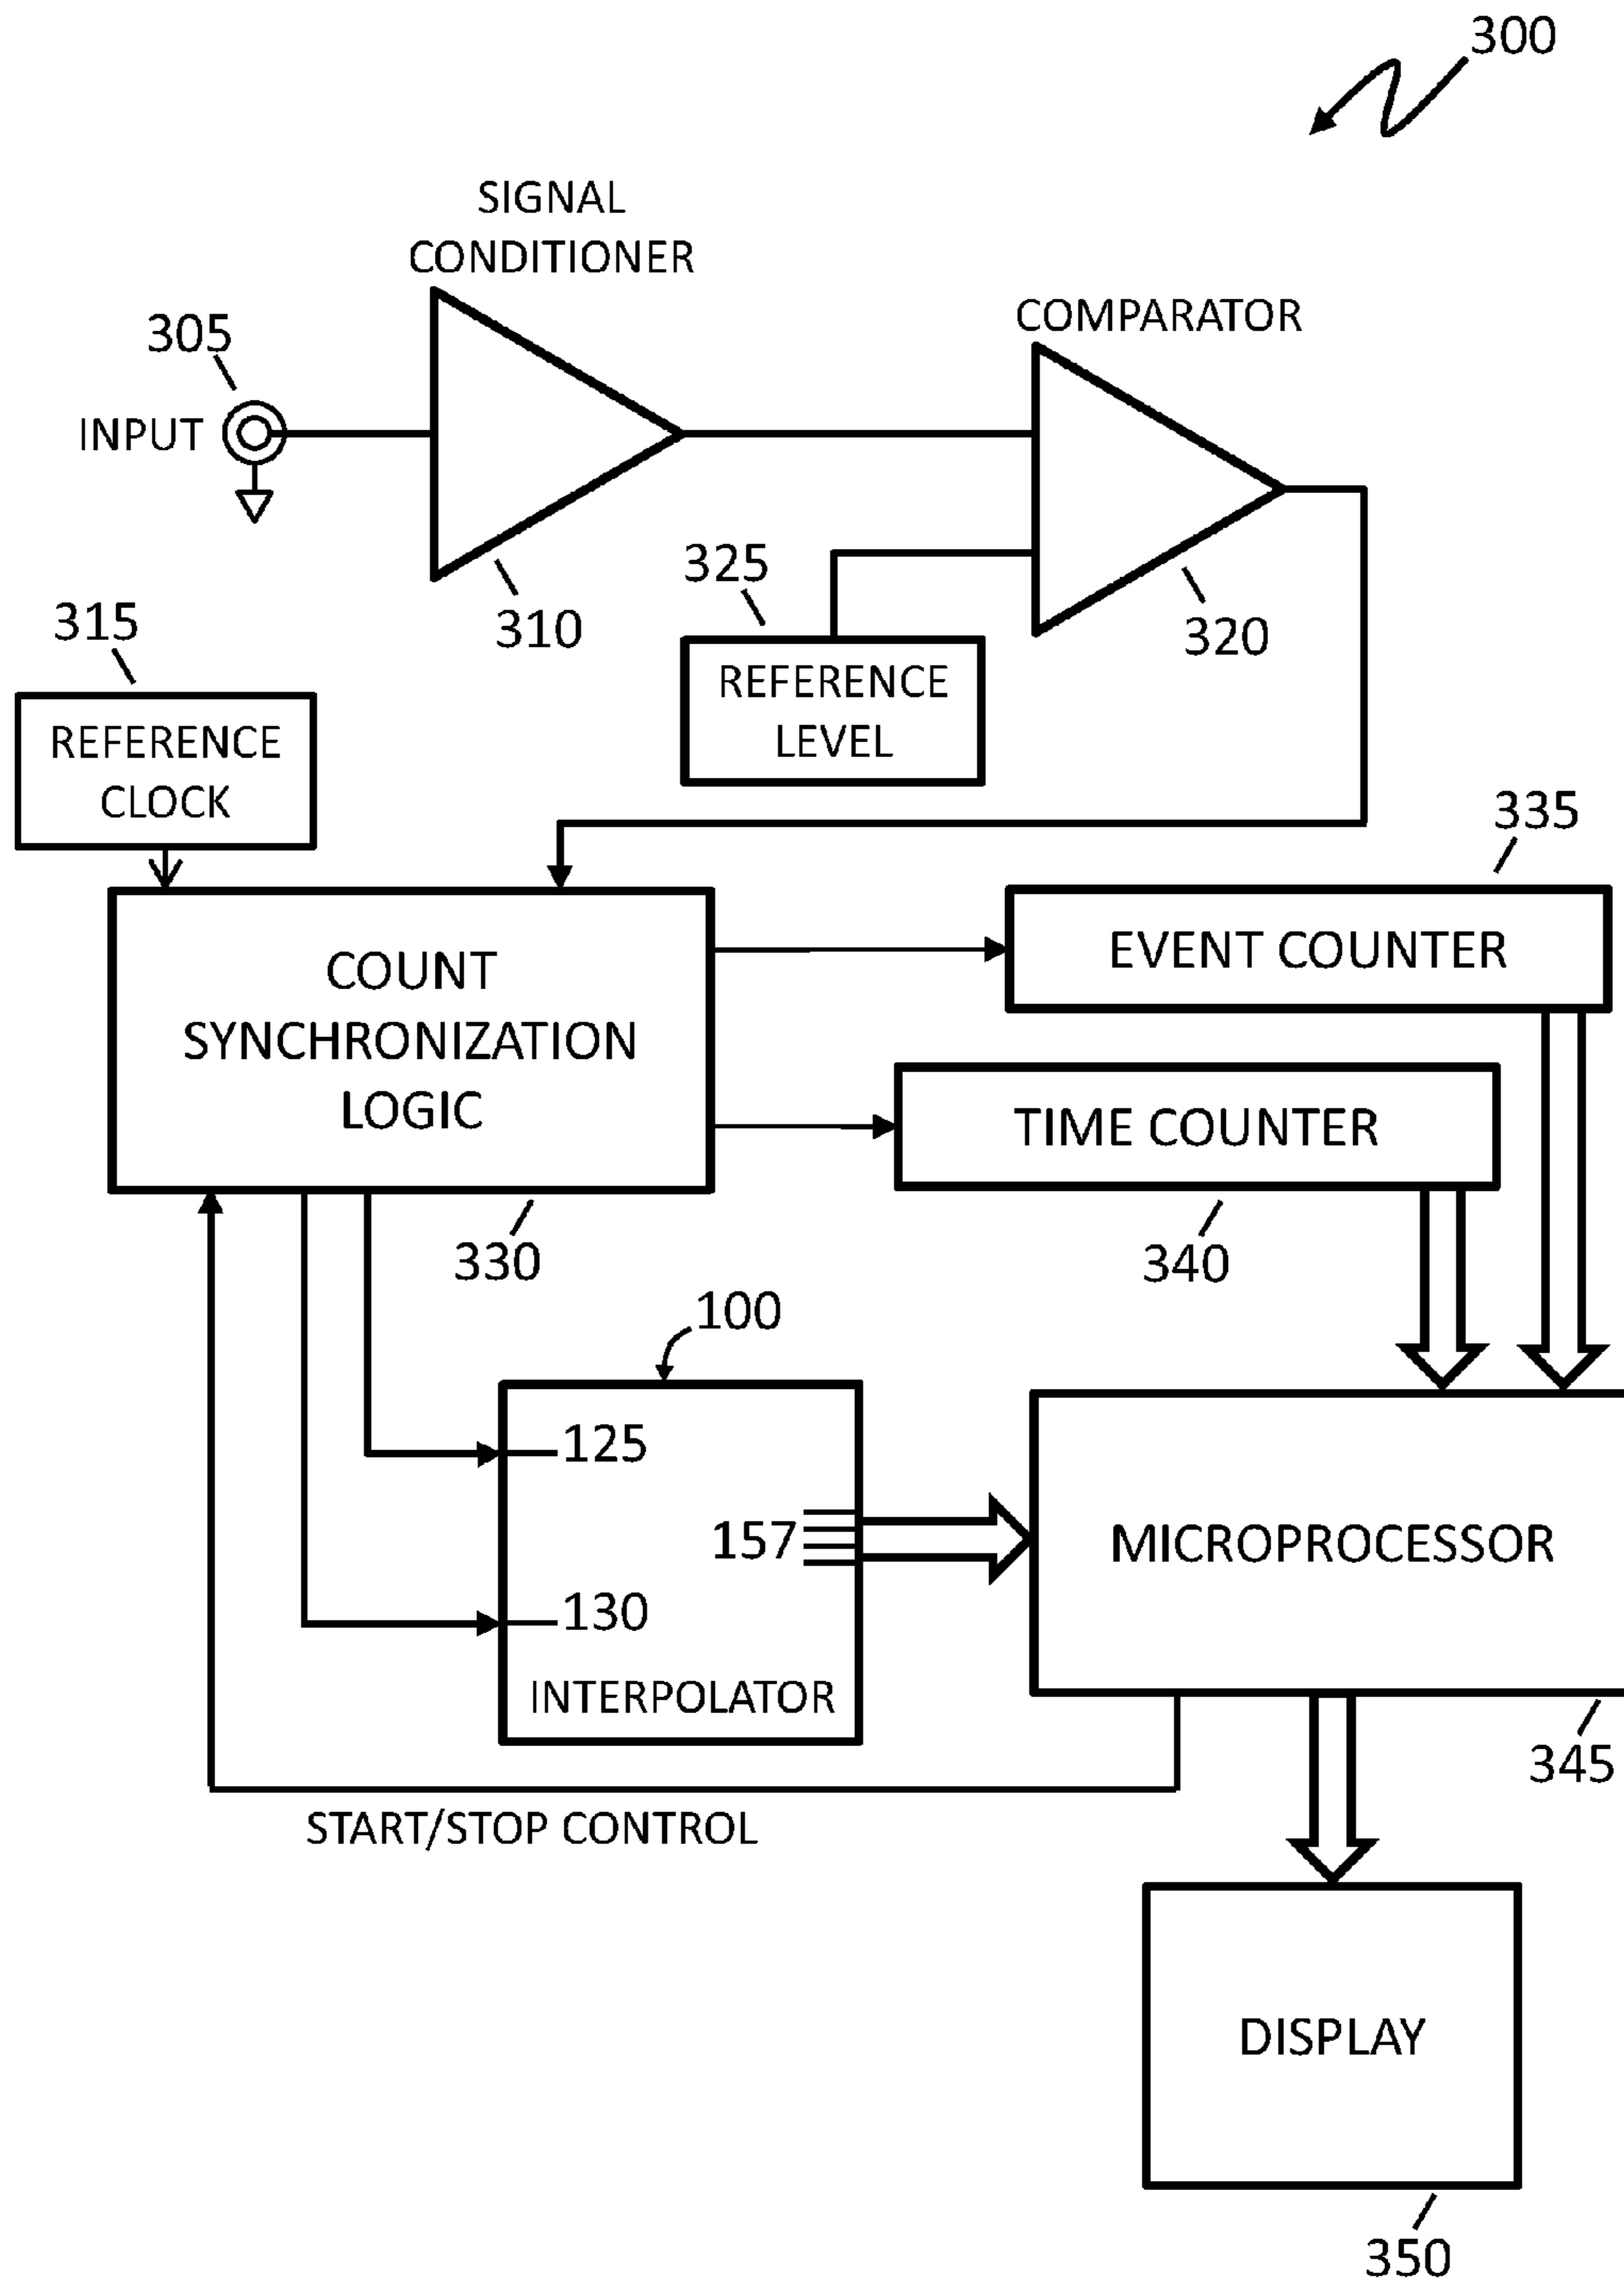 300
SIGNAL
CONDITIONER
305
INPUT
COMPARATOR
310
325
320
315
REFERENCE
LEVEL
REFERENCE
CLOCK
335
EVENT COUNTER
COUNT
SYNCHRONIZATION
LOGIC
TIME COUNTER
330
340
100
125
157
130
INTERPOLATOR
MICROPROCESSOR
345
START/STOP CONTROL
DISPLAY
350